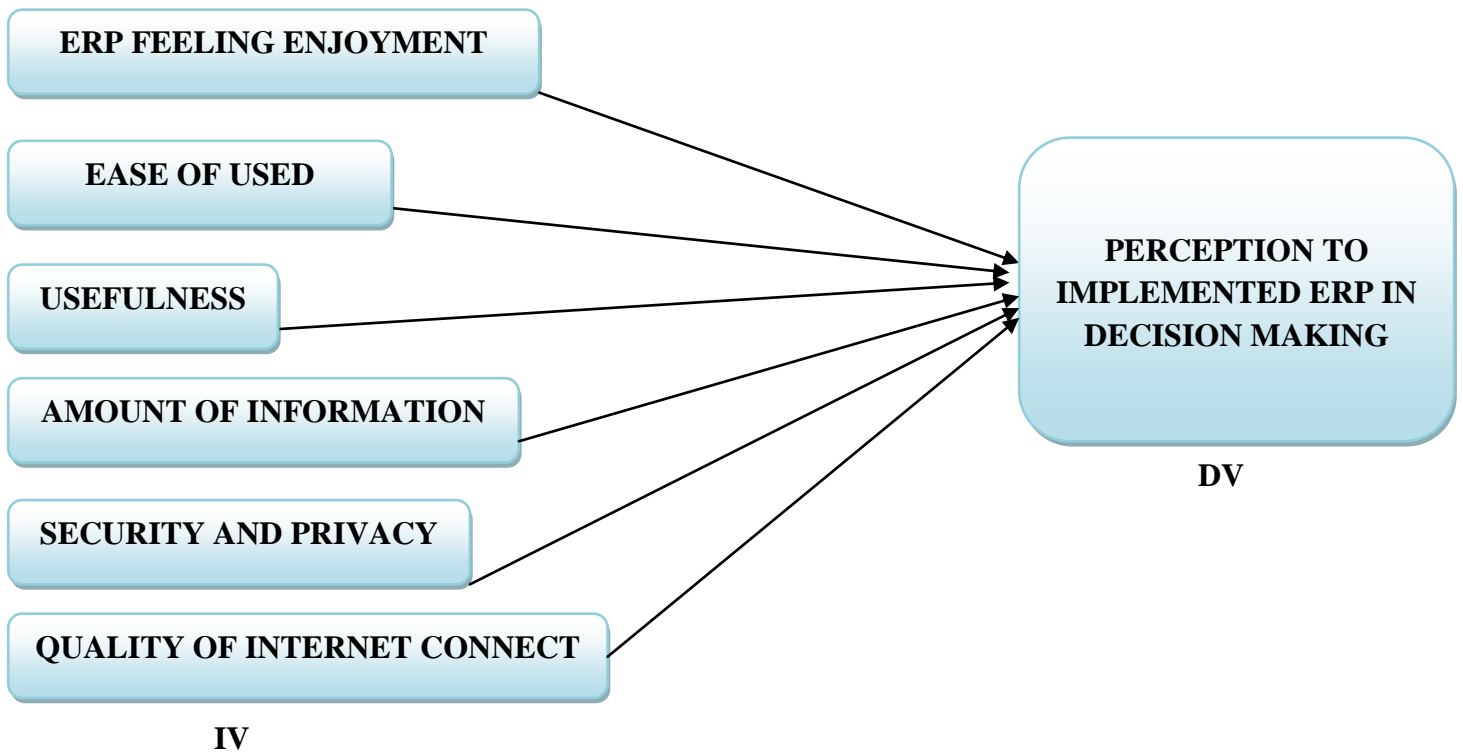 ERP FEELING ENJOYMENT
EASE OF USED
USEFULNESS
AMOUNT OF INFORMATION
SECURITY AND PRIVACY
QUALITY OF INTERNET CONNECT
IV
PERCEPTION TO
IMPLEMENTED ERP IN
DECISION MAKING
DV